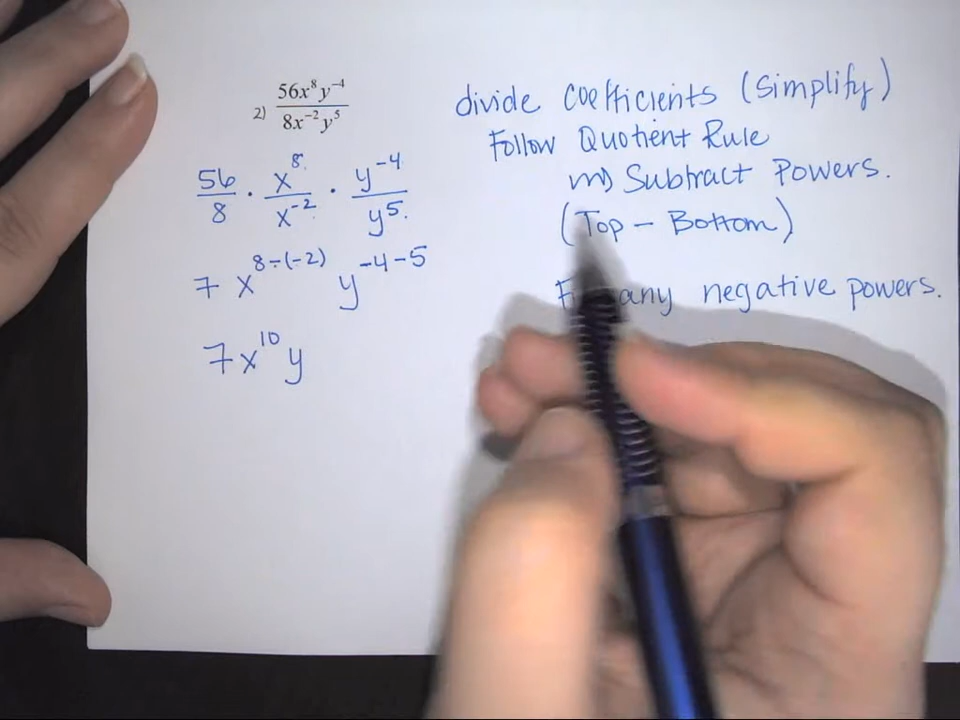 2) 56x⁸y⁻⁴ / 8x⁻²y⁵
56/8 · x⁸/x⁻² · y⁻⁴/y⁵
7 x⁸⁻⁽⁻²⁾ y⁻⁴⁻⁵
7x¹⁰y
divide coefficients (simplify)
Follow Quotient Rule
Subtract Powers.
(Top - Bottom)
any negative powers.